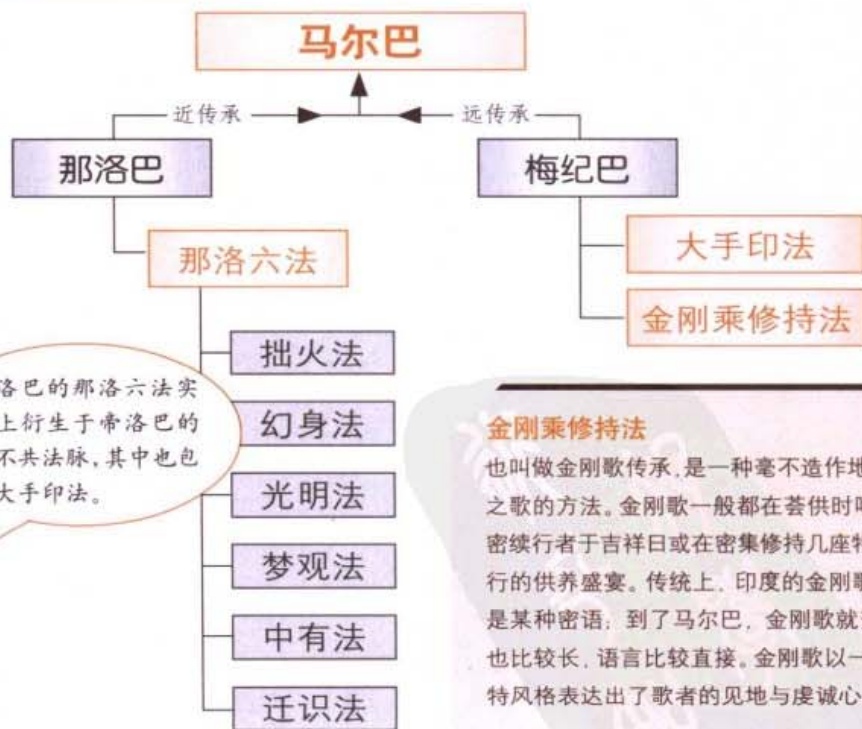 马尔巴
近传承
远传承
那洛巴
梅纪巴
那洛六法
大手印法
金刚乘修持法
拙火法
幻身法
光明法
梦观法
中有法
迁识法
洛巴的那洛六法实
上衍生于帝洛巴的
不共法脉，其中也包
大手印法。
金刚乘修持法
也叫做金刚歌传承，是一种毫不造作地
之歌的方法。金刚歌一般都在荟供时
密续行者于吉祥日或在密集修持几座
行的供养盛宴。传统上，印度的金刚
是某种密语；到了马尔巴，金刚歌就
也比较长，语言比较直接。金刚歌以一
特风格表达出了歌者的见地与虔诚心